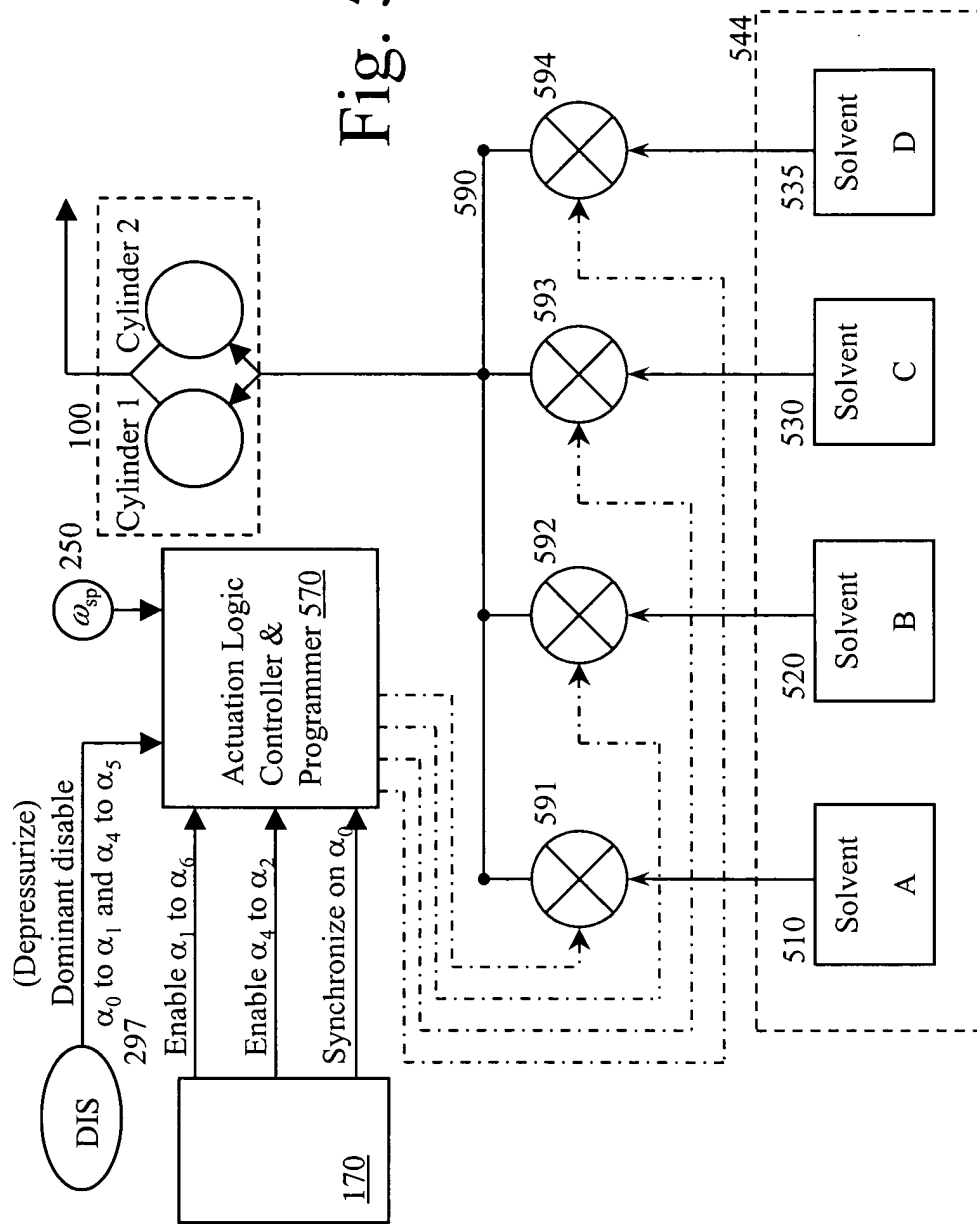 Fig.
(Depressurize)
Dominant disable
α₀ to α₁ and α₄ to α₅
DIS
297
ω_sp
250
100
Cylinder 1
Cylinder 2
Enable α₁ to α₆
Enable α₄ to α₂
Synchronize on α₀
170
Actuation Logic
Controller &
Programmer 570
590
591
592
593
594
544
510
Solvent
A
520
Solvent
B
530
Solvent
C
535
Solvent
D